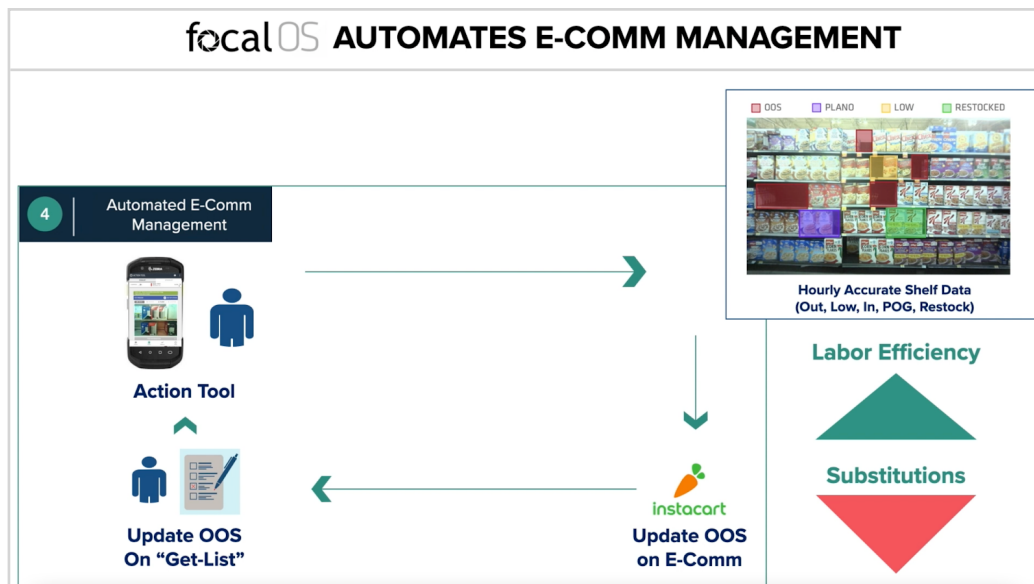 focalOS AUTOMATES E-COMM MANAGEMENT
OOS PLANO LOW RESTOCKED
Hourly Accurate Shelf Data
(Out, Low, In, POG, Restock)
4
Automated E-Comm
Management
Action Tool
Update OOS
On “Get-List”
instacart
Update OOS
on E-Comm
Labor Efficiency
Substitutions